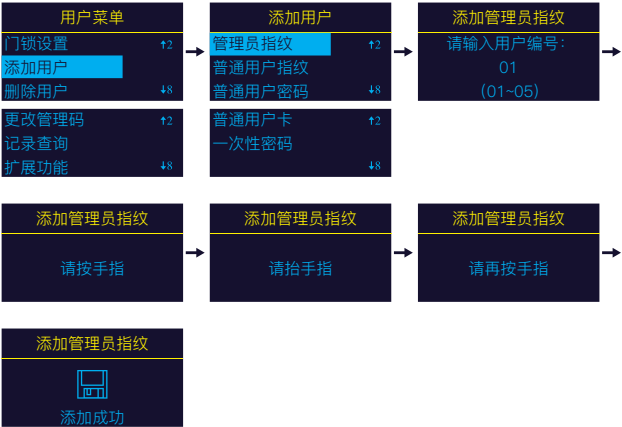 用户菜单
门锁设置 ↑2
添加用户
删除用户 ↓8
更改管理码 ↑2
记录查询
扩展功能 ↓8
添加用户
管理员指纹 ↑2
普通用户指纹
普通用户密码 ↓8
普通用户卡 ↑2
一次性密码
↓8
添加管理员指纹
请输入用户编号：
01
(01~05)
添加管理员指纹
请按手指
添加管理员指纹
请抬手指
添加管理员指纹
请再按手指
添加管理员指纹
添加成功